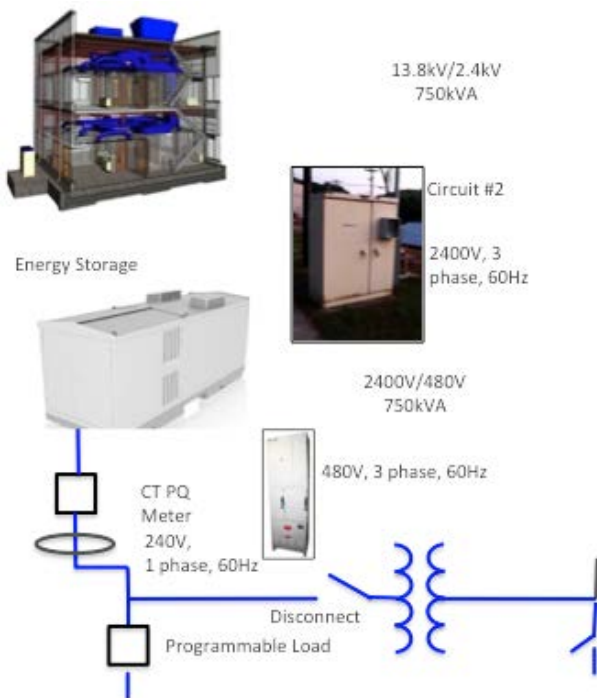 13.8kV/2.4kV
750kVA
Circuit #2
2400V, 3
phase, 60Hz
Energy Storage
2400V/480V
750kVA
480V, 3 phase, 60Hz
CT PQ
Meter
240V,
1 phase, 60Hz
Disconnect
Programmable Load